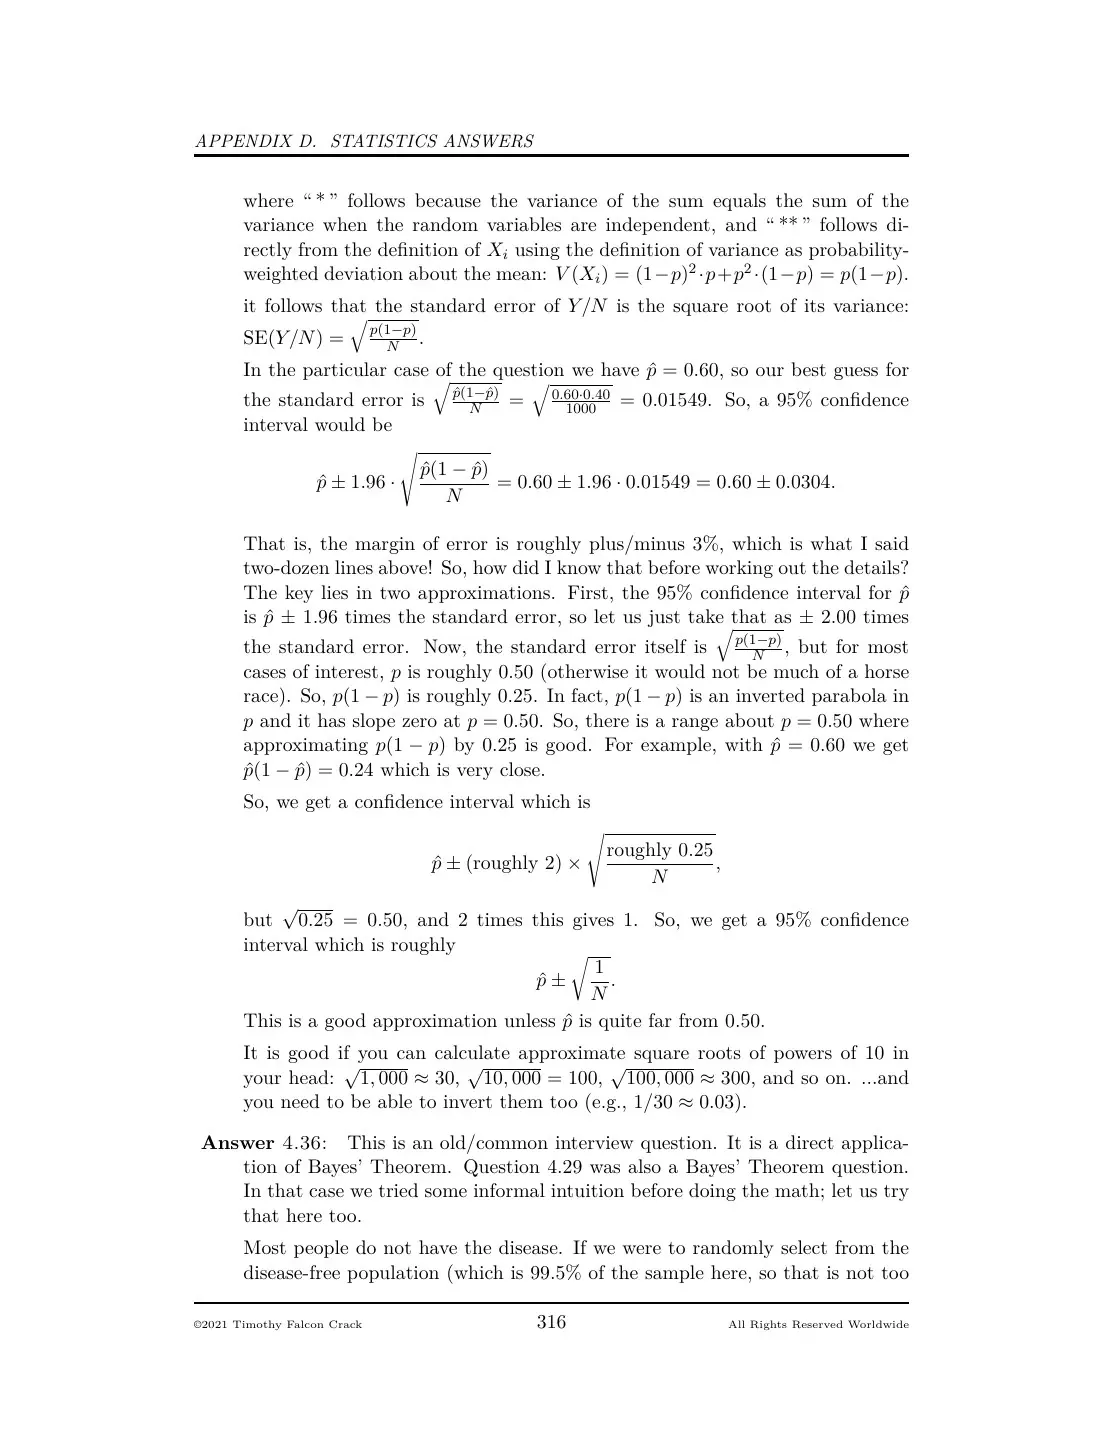 APPENDIX D. STATISTICS ANSWERS
where “ * ” follows because the variance of the sum equals the sum of the
variance when the random variables are independent, and “ ** ” follows di-
rectly from the definition of Xᵢ using the definition of variance as probability-
weighted deviation about the mean: V(Xᵢ) = (1−p)²·p+p²·(1−p) = p(1−p).
it follows that the standard error of Y/N is the square root of its variance:
SE(Y/N) = √(p(1−p)/N).
In the particular case of the question we have p̂ = 0.60, so our best guess for
the standard error is √(p̂(1−p̂)/N) = √(0.60·0.40/1000) = 0.01549. So, a 95% confidence
interval would be
p̂ ± 1.96 · √(p̂(1 − p̂)/N) = 0.60 ± 1.96 · 0.01549 = 0.60 ± 0.0304.
That is, the margin of error is roughly plus/minus 3%, which is what I said
two-dozen lines above! So, how did I know that before working out the details?
The key lies in two approximations. First, the 95% confidence interval for p̂
is p̂ ± 1.96 times the standard error, so let us just take that as ± 2.00 times
the standard error. Now, the standard error itself is √(p(1−p)/N), but for most
cases of interest, p is roughly 0.50 (otherwise it would not be much of a horse
race). So, p(1 − p) is roughly 0.25. In fact, p(1 − p) is an inverted parabola in
p and it has slope zero at p = 0.50. So, there is a range about p = 0.50 where
approximating p(1 − p) by 0.25 is good. For example, with p̂ = 0.60 we get
p̂(1 − p̂) = 0.24 which is very close.
So, we get a confidence interval which is
p̂ ± (roughly 2) × √(roughly 0.25/N),
but √0.25 = 0.50, and 2 times this gives 1. So, we get a 95% confidence
interval which is roughly
p̂ ± √(1/N).
This is a good approximation unless p̂ is quite far from 0.50.
It is good if you can calculate approximate square roots of powers of 10 in
your head: √1,000 ≈ 30, √10,000 = 100, √100,000 ≈ 300, and so on. ...and
you need to be able to invert them too (e.g., 1/30 ≈ 0.03).
Answer 4.36: This is an old/common interview question. It is a direct applica-
tion of Bayes’ Theorem. Question 4.29 was also a Bayes’ Theorem question.
In that case we tried some informal intuition before doing the math; let us try
that here too.
Most people do not have the disease. If we were to randomly select from the
disease-free population (which is 99.5% of the sample here, so that is not too
©2021 Timothy Falcon Crack 316 All Rights Reserved Worldwide